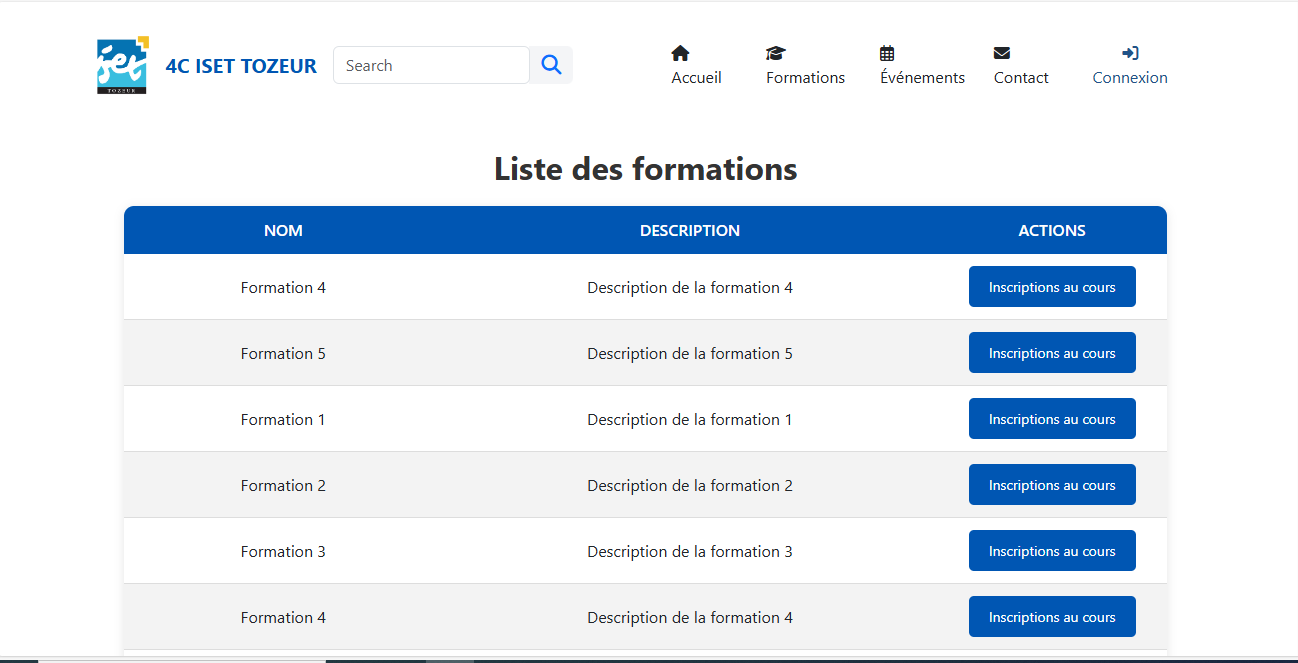 4C ISET TOZEUR
Search
Accueil
Formations
Événements
Contact
Connexion
iset
TOZEUR
Liste des formations
NOM DESCRIPTION ACTIONS
Formation 4 Description de la formation 4 Inscriptions au cours
Formation 5 Description de la formation 5 Inscriptions au cours
Formation 1 Description de la formation 1 Inscriptions au cours
Formation 2 Description de la formation 2 Inscriptions au cours
Formation 3 Description de la formation 3 Inscriptions au cours
Formation 4 Description de la formation 4 Inscriptions au cours